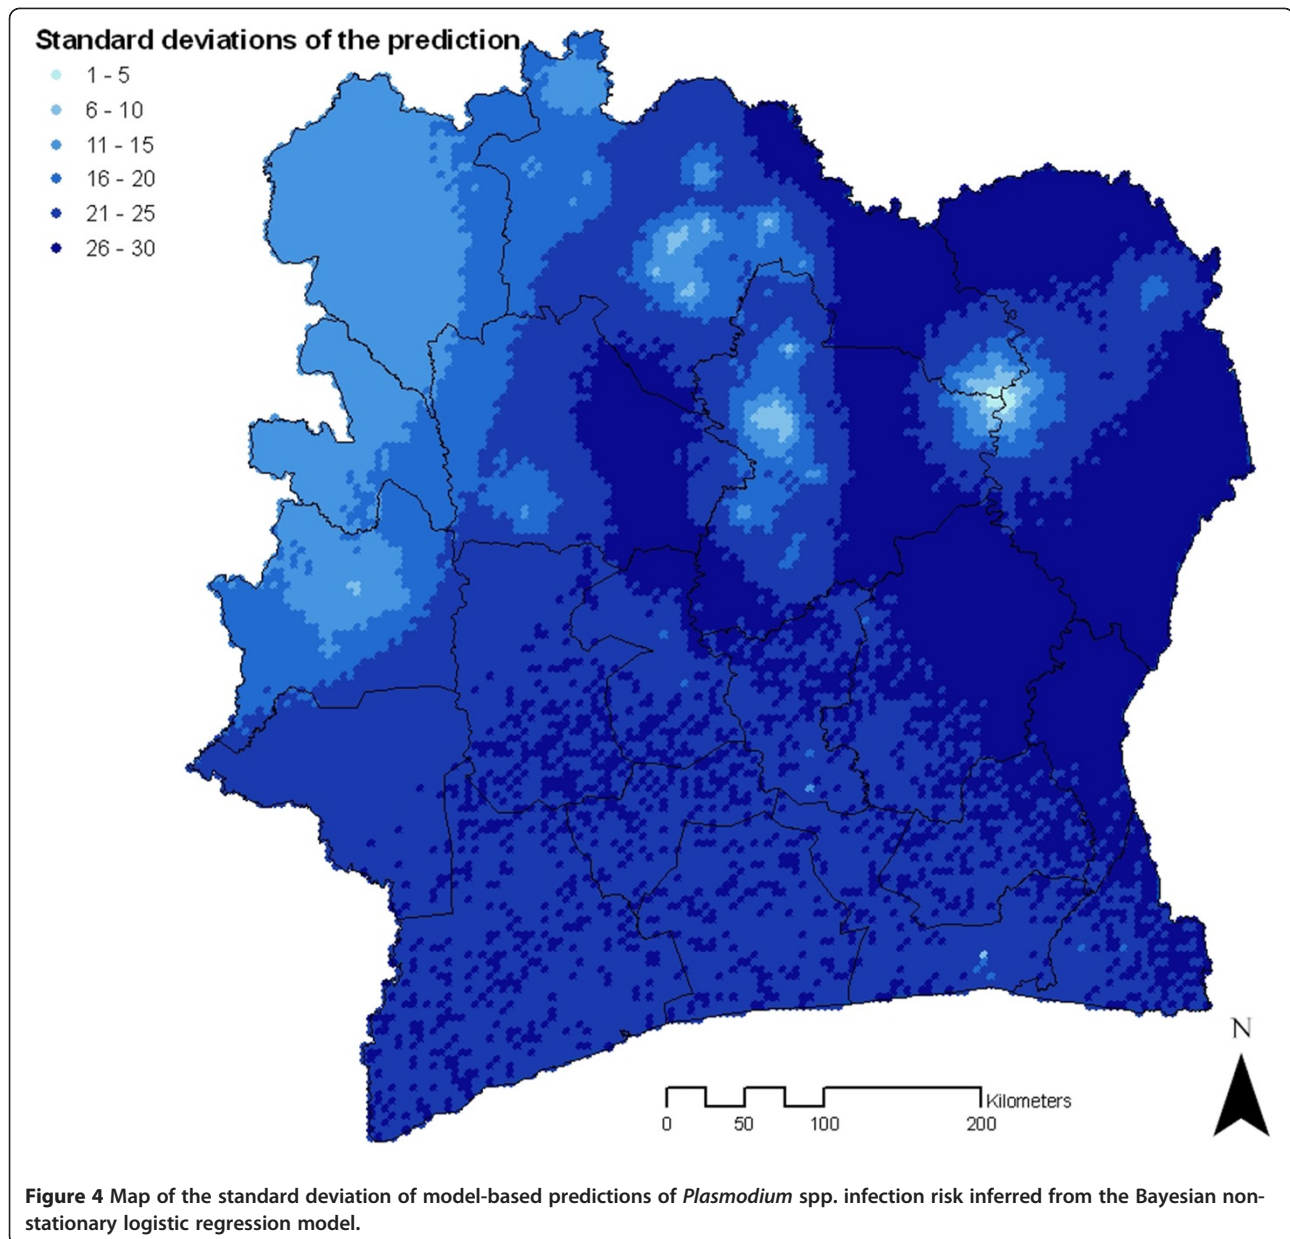 Standard deviations of the prediction
1 - 5
6 - 10
11 - 15
16 - 20
21 - 25
26 - 30
N
Kilometers
0 50 100 200
Figure 4 Map of the standard deviation of model-based predictions of Plasmodium spp. infection risk inferred from the Bayesian non-
stationary logistic regression model.